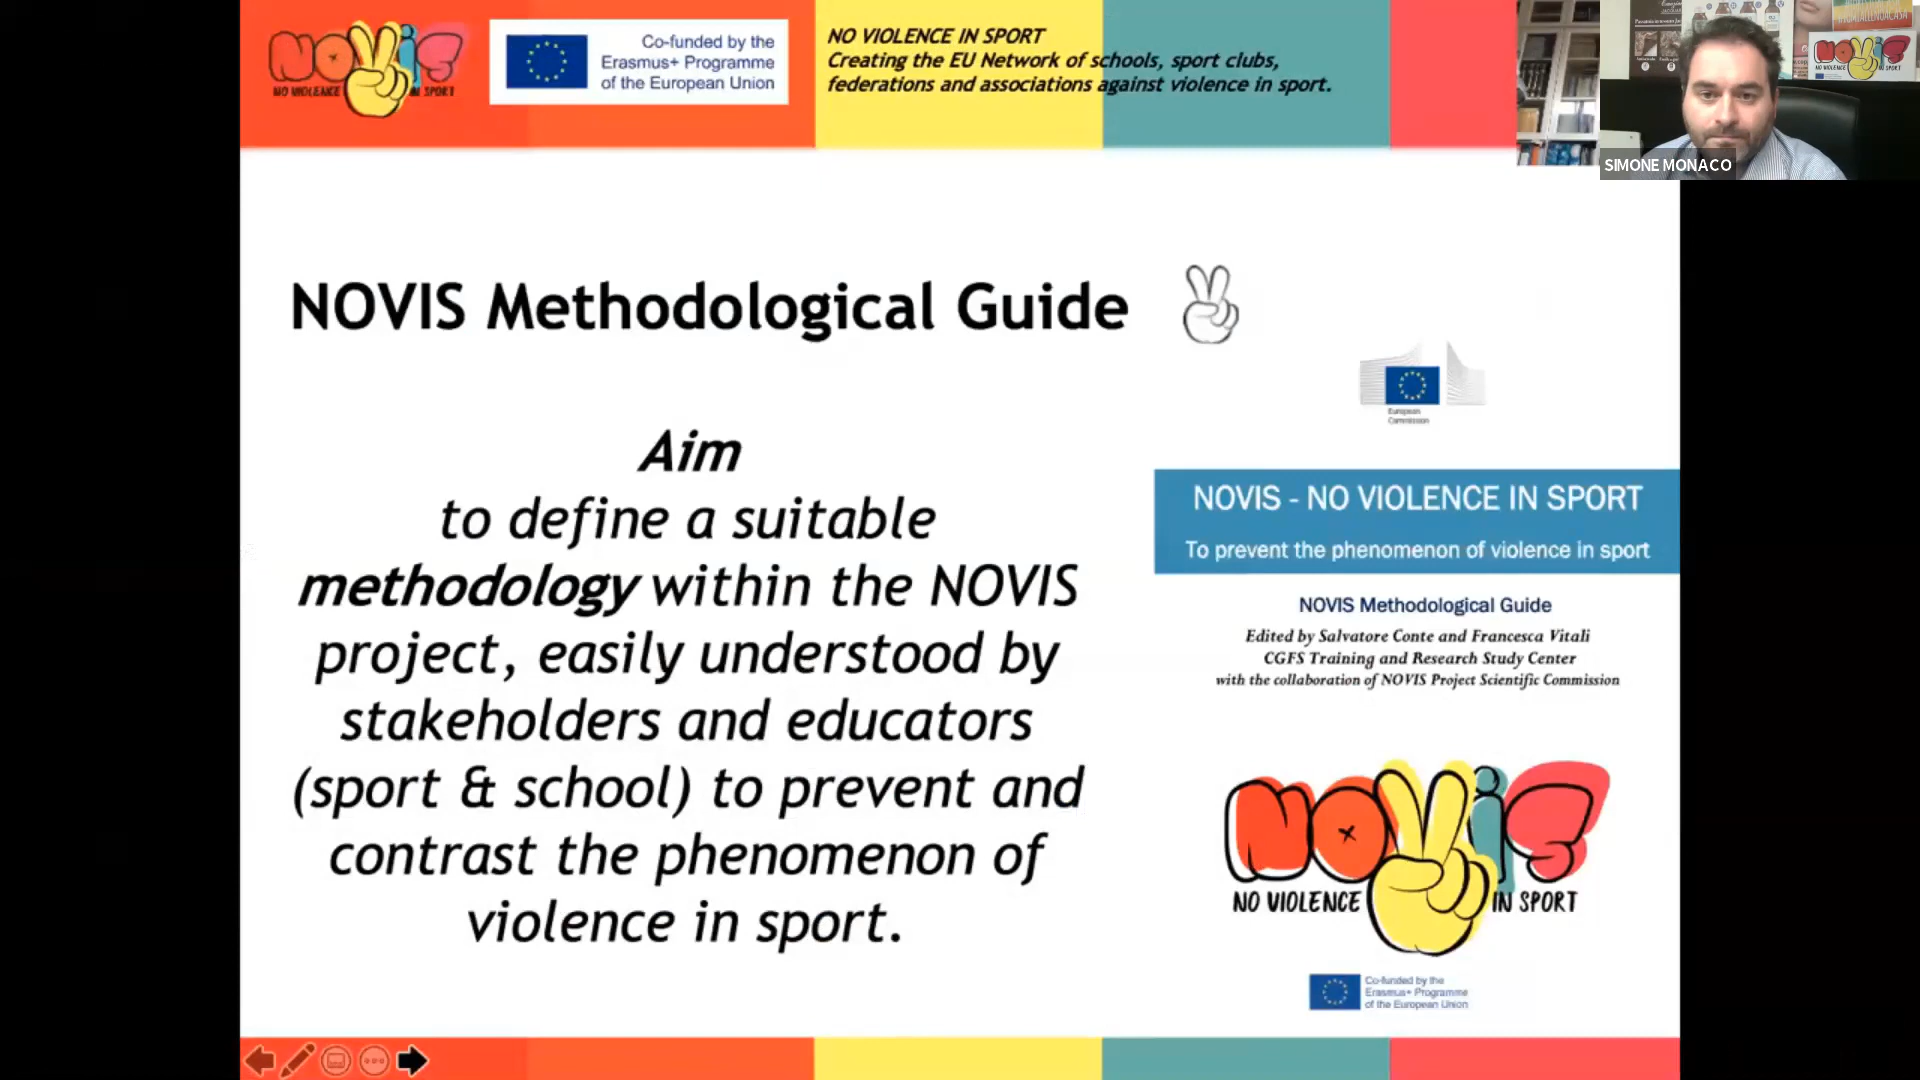 NOViS
NO VIOLENCE IN SPORT
Co-funded by the
Erasmus+ Programme
of the European Union
NO VIOLENCE IN SPORT
Creating the EU Network of schools, sport clubs,
federations and associations against violence in sport.
NOViS
SIMONE MONACO
NOVIS Methodological Guide
Aim
to define a suitable
methodology within the NOVIS
project, easily understood by
stakeholders and educators
(sport & school) to prevent and
contrast the phenomenon of
violence in sport.
European
Commission
NOVIS - NO VIOLENCE IN SPORT
To prevent the phenomenon of violence in sport
NOVIS Methodological Guide
Edited by Salvatore Conte and Francesca Vitali
CGFS Training and Research Study Center
with the collaboration of NOVIS Project Scientific Commission
NOViS
NO VIOLENCE IN SPORT
Co-funded by the
Erasmus+ Programme
of the European Union